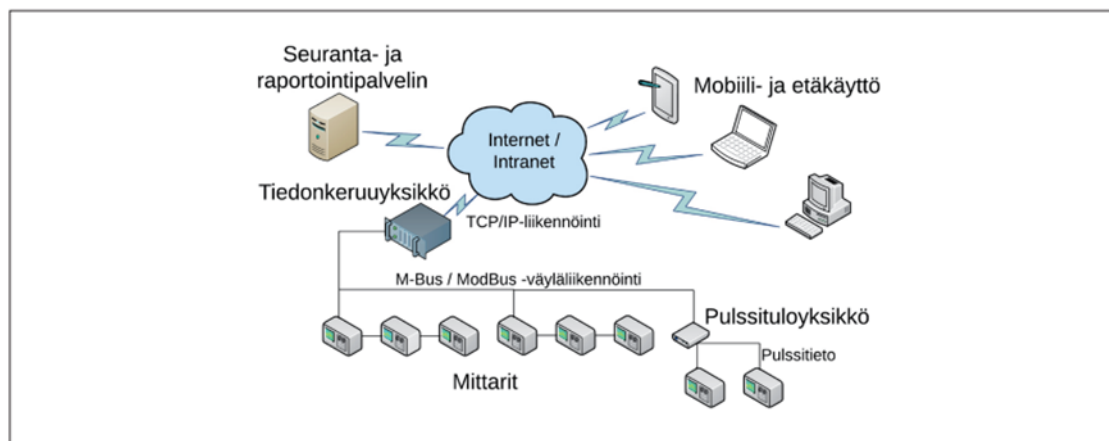 Seuranta- ja
raportointipalvelin
Mobiili- ja etäkäyttö
Internet /
Intranet
Tiedonkeruuyksikkö
TCP/IP-liikennöinti
M-Bus / ModBus -väyläliikennöinti
Pulssituloyksikkö
Pulssitieto
Mittarit